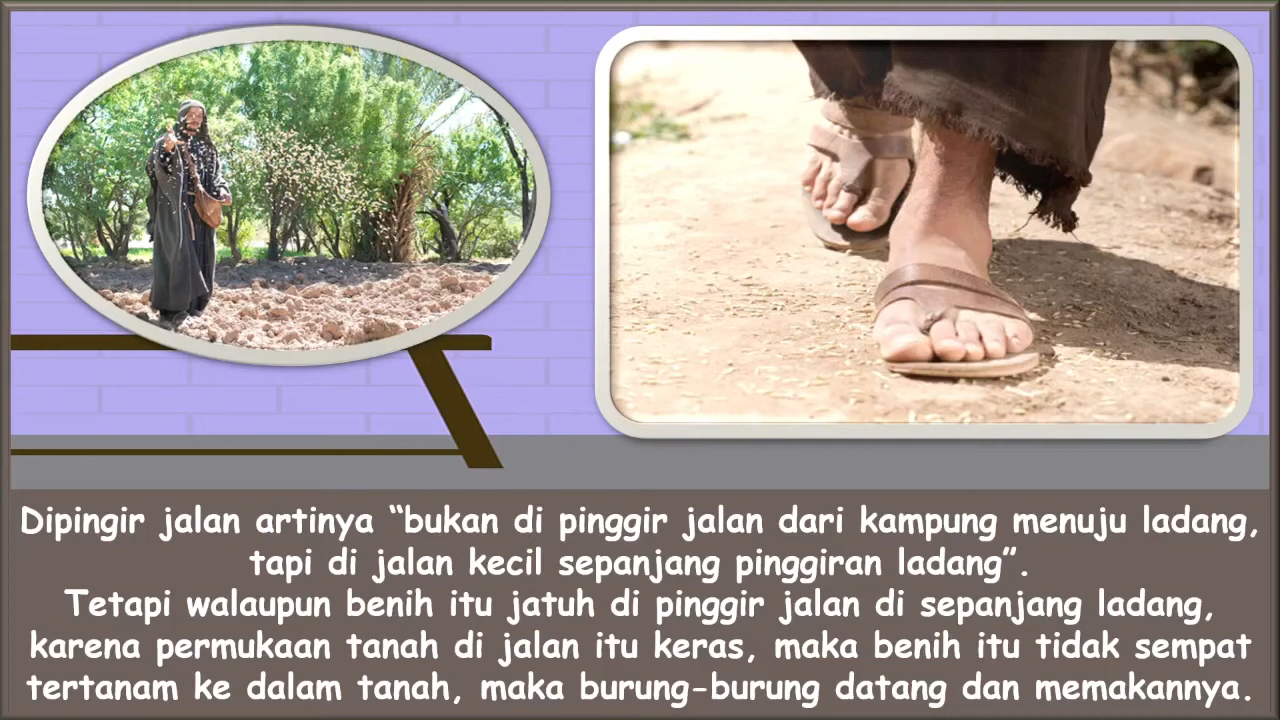 Dipingir jalan artinya “bukan di pinggir jalan dari kampung menuju ladang,
tapi di jalan kecil sepanjang pinggiran ladang”.
Tetapi walaupun benih itu jatuh di pinggir jalan di sepanjang ladang,
karena permukaan tanah di jalan itu keras, maka benih itu tidak sempat
tertanam ke dalam tanah, maka burung-burung datang dan memakannya.